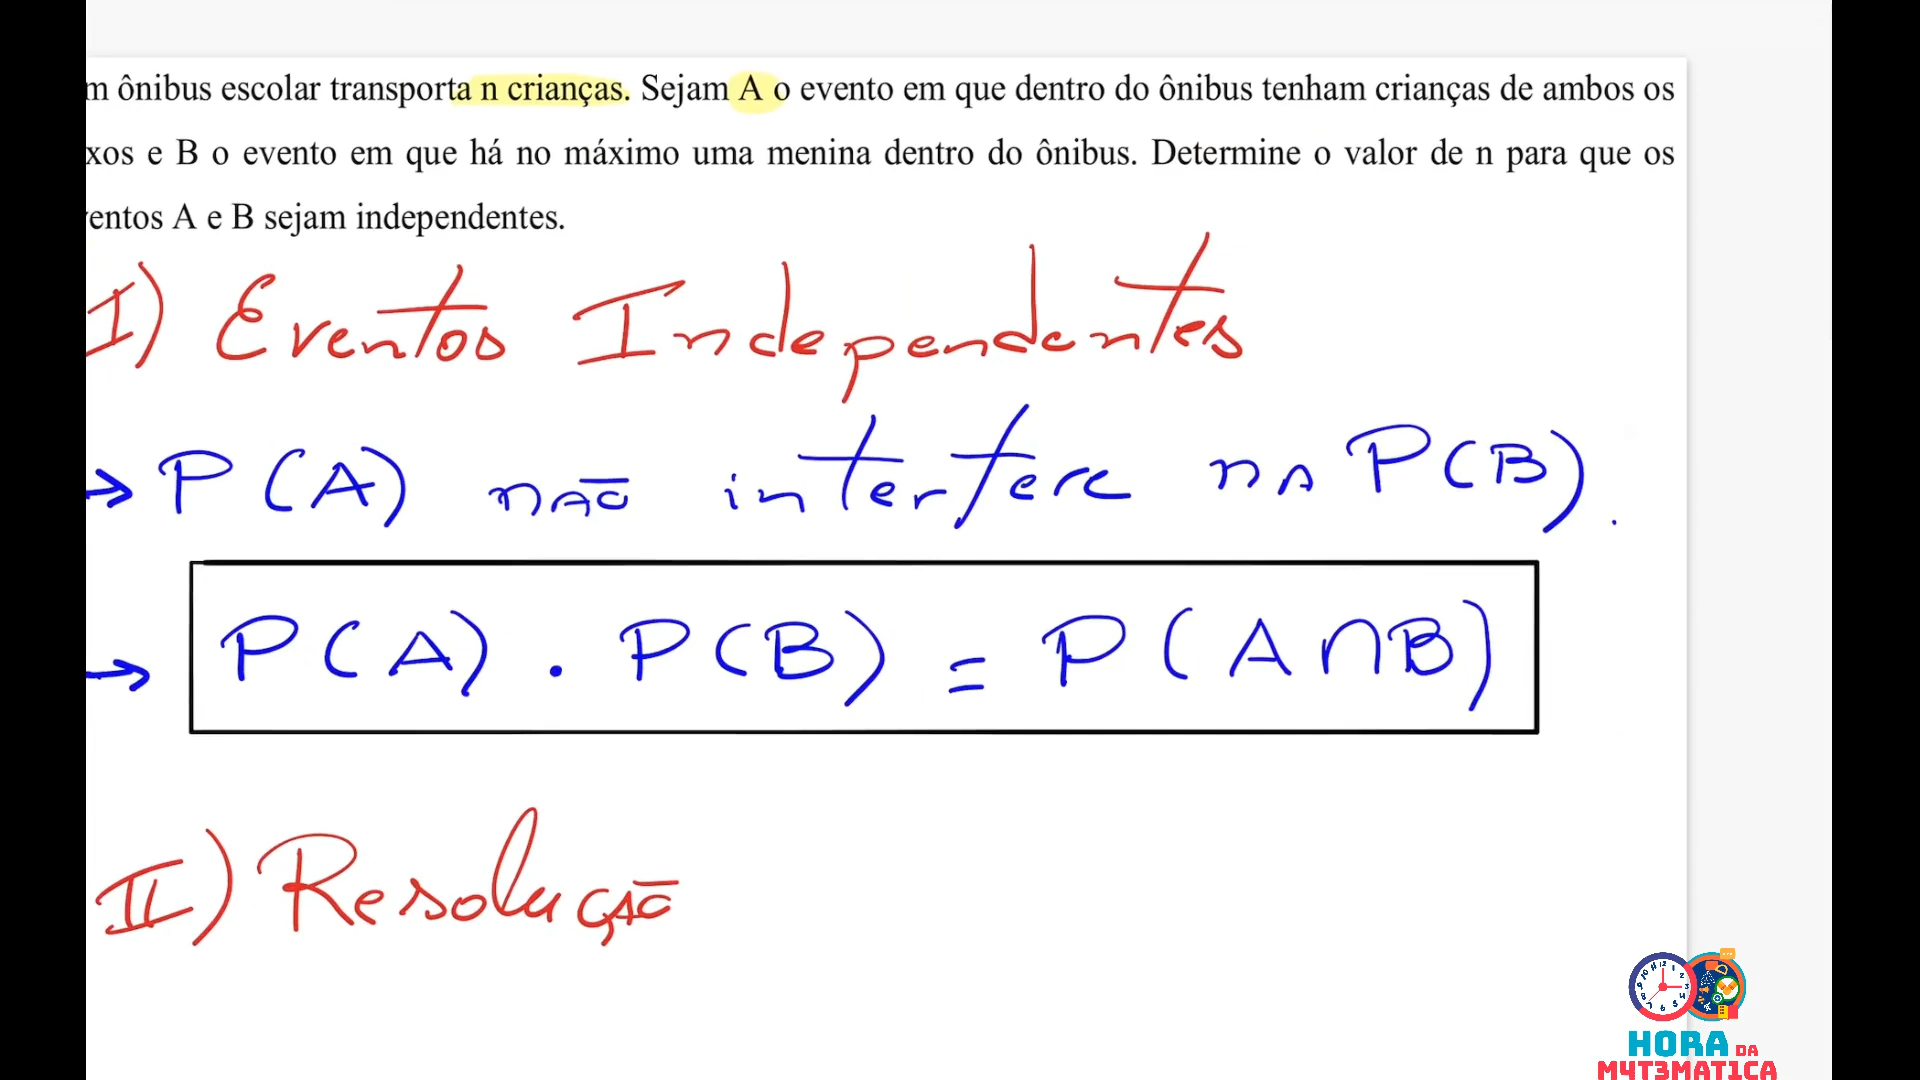 m ônibus escolar transporta n crianças. Sejam A o evento em que dentro do ônibus tenham crianças de ambos os
xos e B o evento em que há no máximo uma menina dentro do ônibus. Determine o valor de n para que os
entos A e B sejam independentes.
I) Eventos Independentes
→ P(A) não interfere na P(B).
→ P(A) . P(B) = P(A∩B)
II) Resolução
HORA DA
M4T3M4T1CA